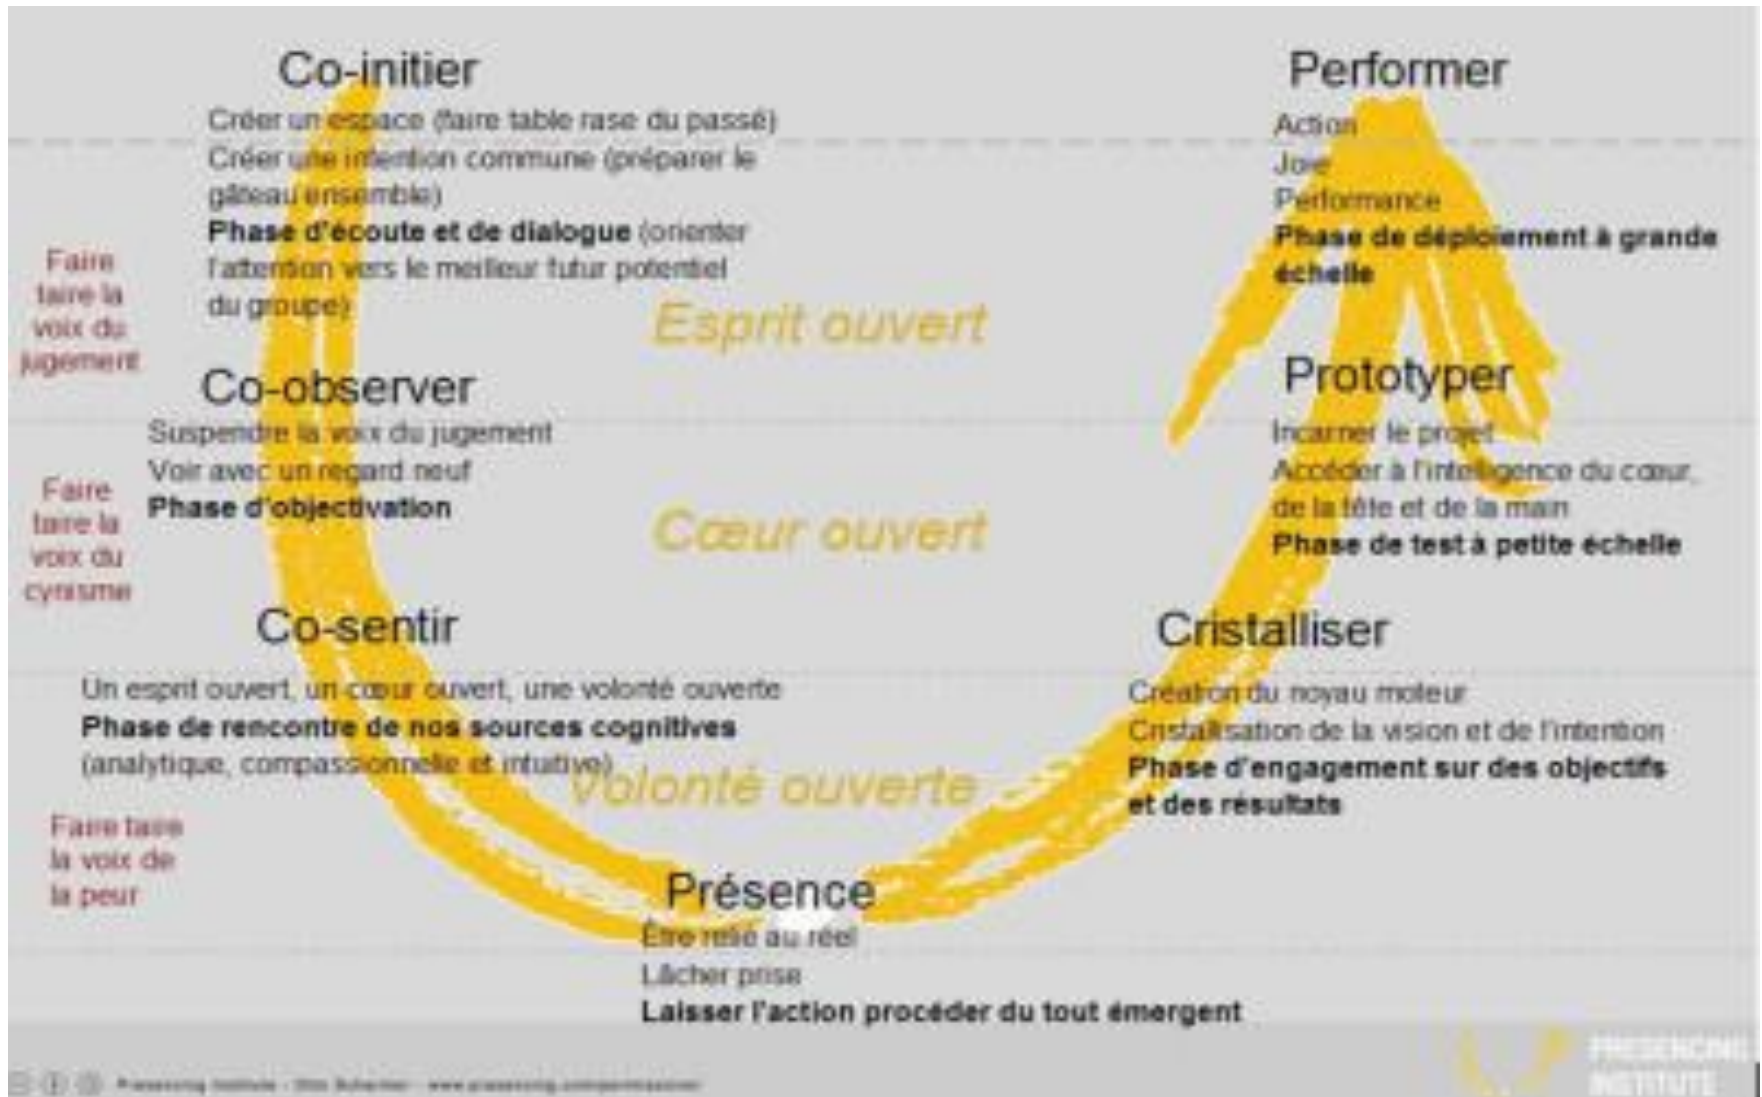 Co-initier
Créer un espace (faire table rase du passé)
Créer une intention commune (préparer le
gâteau ensemble)
Phase d'écoute et de dialogue (orienter
l'attention vers le meilleur futur potentiel
du groupe)
Faire
taire la
voix du
jugement
Esprit ouvert
Co-observer
Suspendre la voix du jugement
Voir avec un regard neuf
Phase d'objectivation
Faire
taire la
voix du
cynisme
Cœur ouvert
Co-sentir
Un esprit ouvert, un cœur ouvert, une volonté ouverte
Phase de rencontre de nos sources cognitives
(analytique, compassionnelle et intuitive)
Volonté ouverte
Faire taire
la voix de
la peur
Présence
Être relié au réel
Lâcher prise
Laisser l'action procéder du tout émergent
Cristalliser
Création du noyau moteur
Cristallisation de la vision et de l'intention
Phase d'engagement sur des objectifs
et des résultats
Prototyper
Incarner le projet
Accéder à l'intelligence du cœur,
de la tête et de la main
Phase de test à petite échelle
Performer
Action
Joie
Performance
Phase de déploiement à grande
échelle
Presencing Institute - Otto Scharmer - www.presencing.com/permissions/
PRESENCING
INSTITUTE